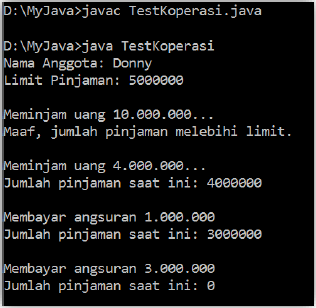 D:\MyJava>javac TestKoperasi.java
D:\MyJava>java TestKoperasi
Nama Anggota: Donny
Limit Pinjaman: 5000000
Meminjam uang 10.000.000...
Maaf, jumlah pinjaman melebihi limit.
Meminjam uang 4.000.000...
Jumlah pinjaman saat ini: 4000000
Membayar angsuran 1.000.000
Jumlah pinjaman saat ini: 3000000
Membayar angsuran 3.000.000
Jumlah pinjaman saat ini: 0